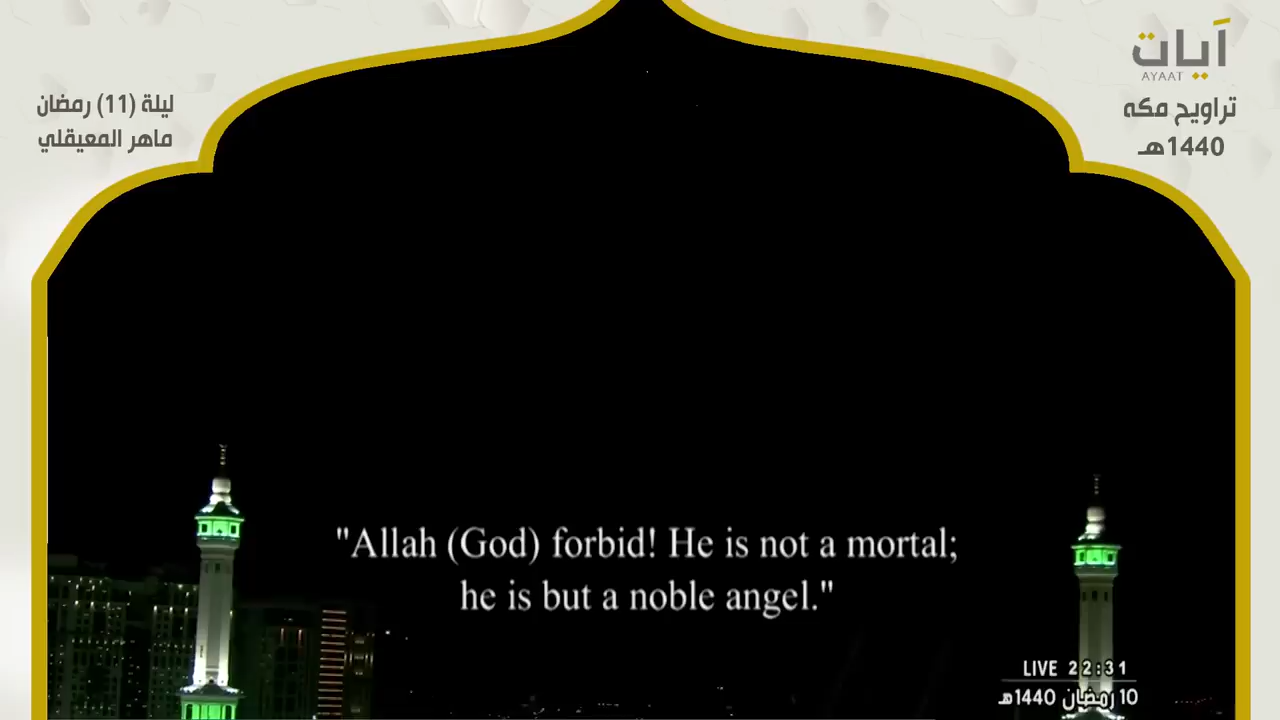 آيات
AYAAT
تراويح مكه
1440هـ
ليلة (11) رمضان
ماهر المعيقلي
"Allah (God) forbid! He is not a mortal;
he is but a noble angel."
LIVE 22:31
10 رمضان 1440هـ